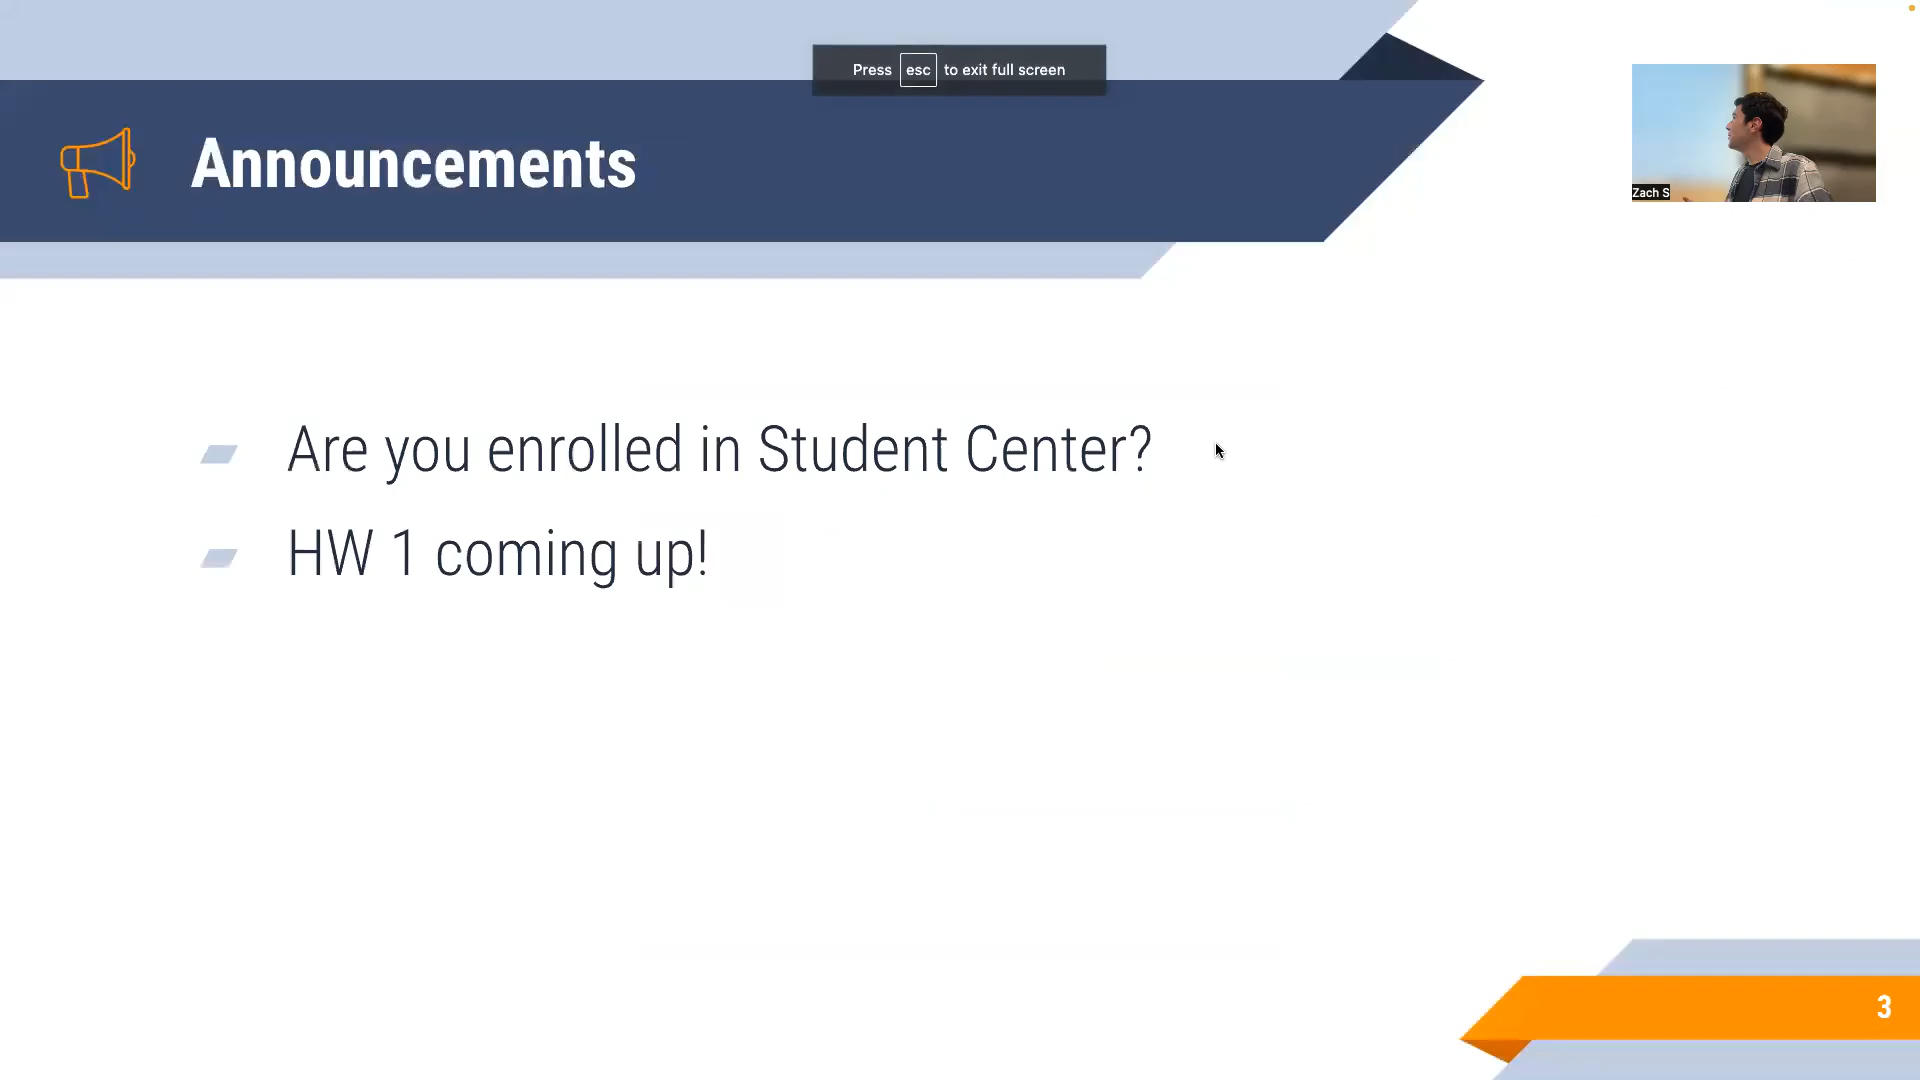 Press esc to exit full screen
Announcements
Zach S
Are you enrolled in Student Center?
HW 1 coming up!
3